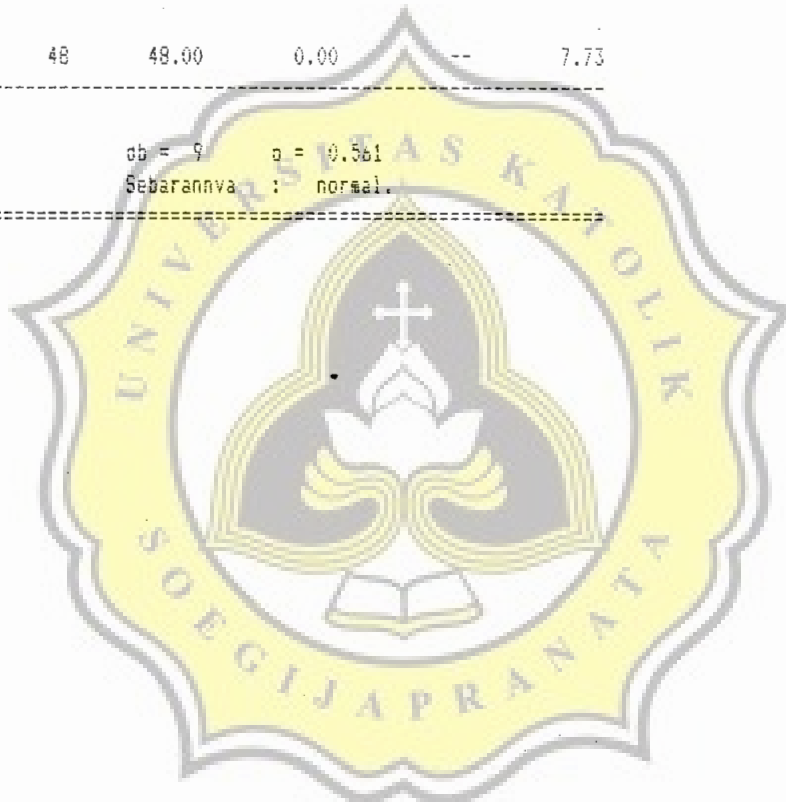 48 48.00 0.00 -- 7.73
db = 9 p = 0.561
Sebarannya : normal.
UNIVERSITAS KATOLIK
SOEGIJAPRANATA